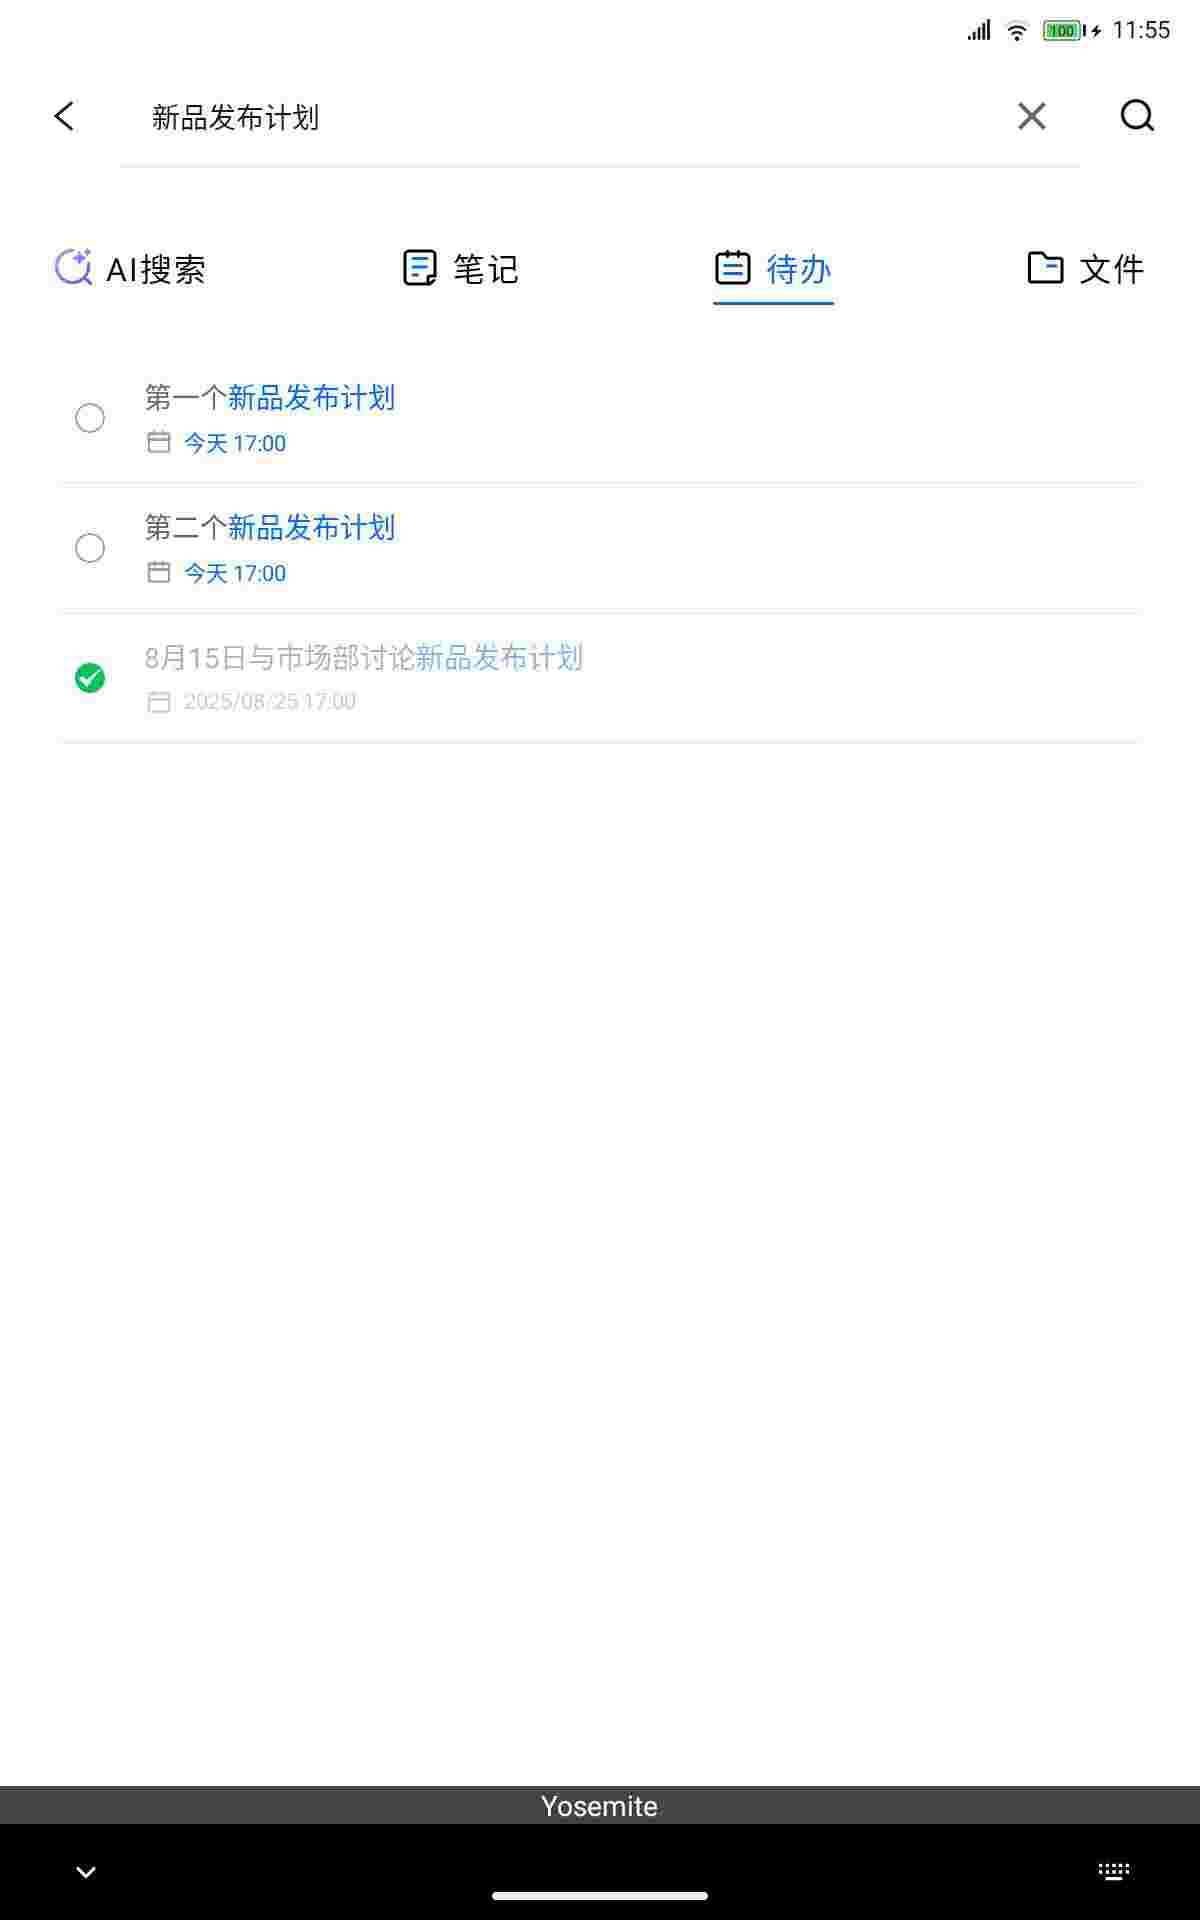 100 11:55
新品发布计划
AI搜索 笔记 待办 文件
第一个新品发布计划
今天 17:00
第二个新品发布计划
今天 17:00
8月15日与市场部讨论新品发布计划
2025/08/25 17:00
Yosemite